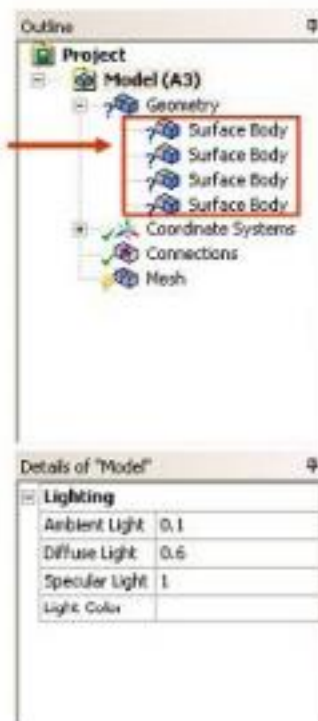 Outline
Project
Model (A3)
Geometry
Surface Body
Surface Body
Surface Body
Surface Body
Coordinate Systems
Connections
Mesh
Details of "Model"
Lighting
Ambient Light 0.1
Diffuse Light 0.6
Specular Light 1
Light Color